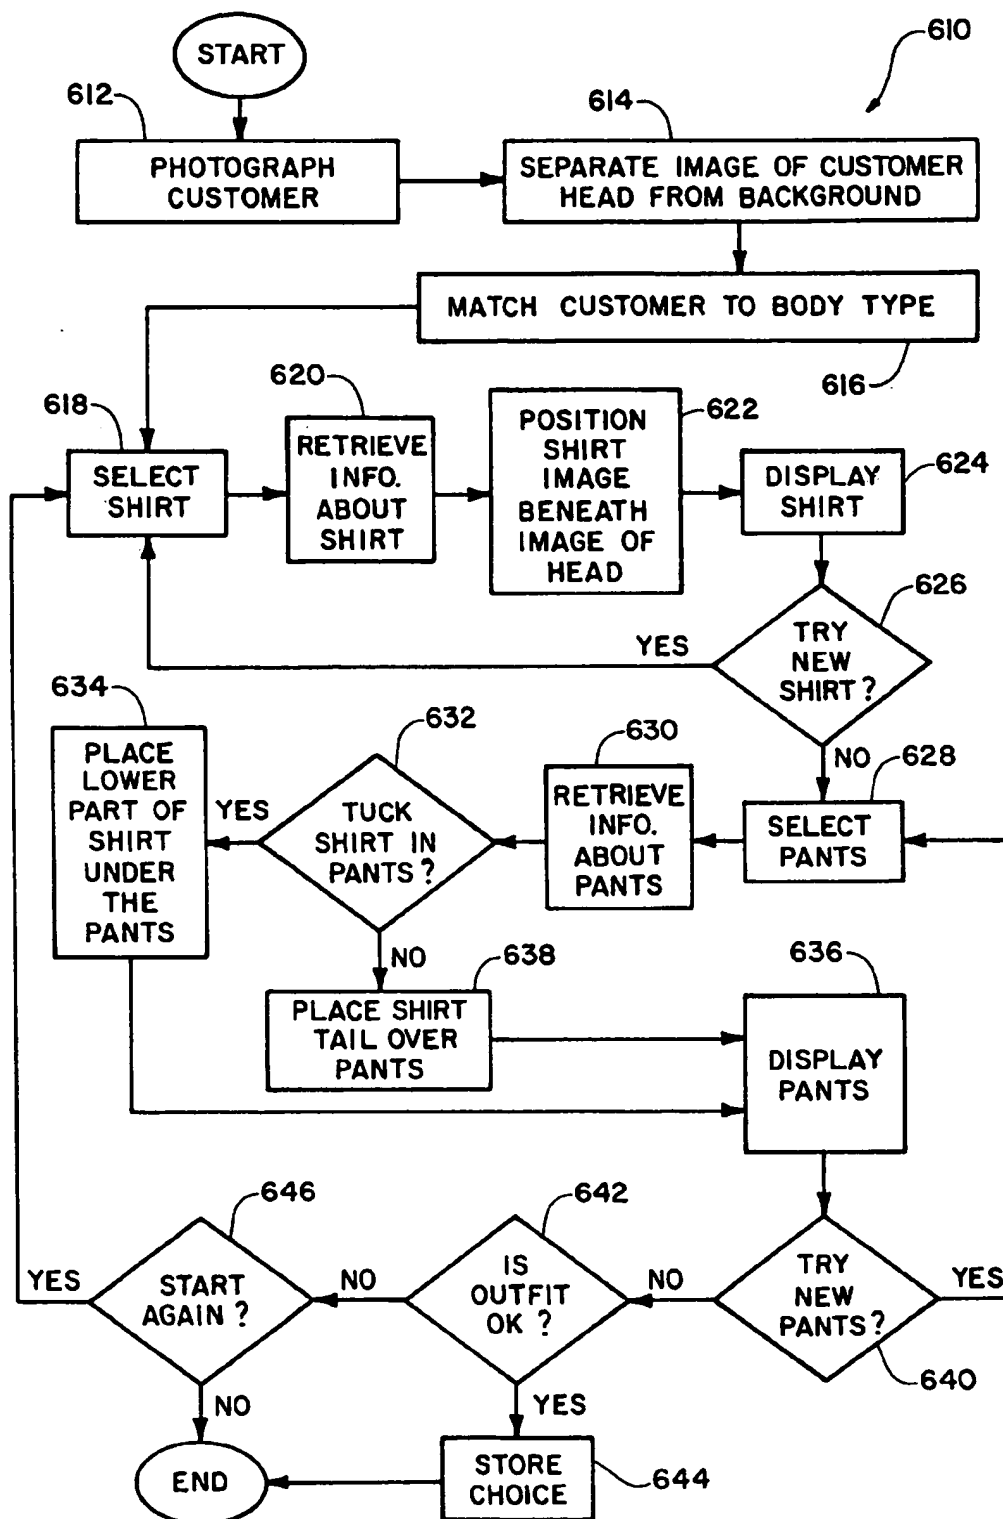 START
610
612
PHOTOGRAPH
CUSTOMER
614
SEPARATE IMAGE OF CUSTOMER
HEAD FROM BACKGROUND
MATCH CUSTOMER TO BODY TYPE
616
618
SELECT
SHIRT
620
RETRIEVE
INFO.
ABOUT
SHIRT
622
POSITION
SHIRT
IMAGE
BENEATH
IMAGE OF
HEAD
624
DISPLAY
SHIRT
626
TRY
NEW
SHIRT?
YES
NO
628
SELECT
PANTS
630
RETRIEVE
INFO.
ABOUT
PANTS
632
TUCK
SHIRT IN
PANTS?
YES
634
PLACE
LOWER
PART OF
SHIRT
UNDER
THE
PANTS
NO
638
PLACE SHIRT
TAIL OVER
PANTS
636
DISPLAY
PANTS
TRY
NEW
PANTS?
640
YES
NO
642
IS
OUTFIT
OK ?
NO
646
START
AGAIN ?
YES
NO
YES
STORE
CHOICE
644
END